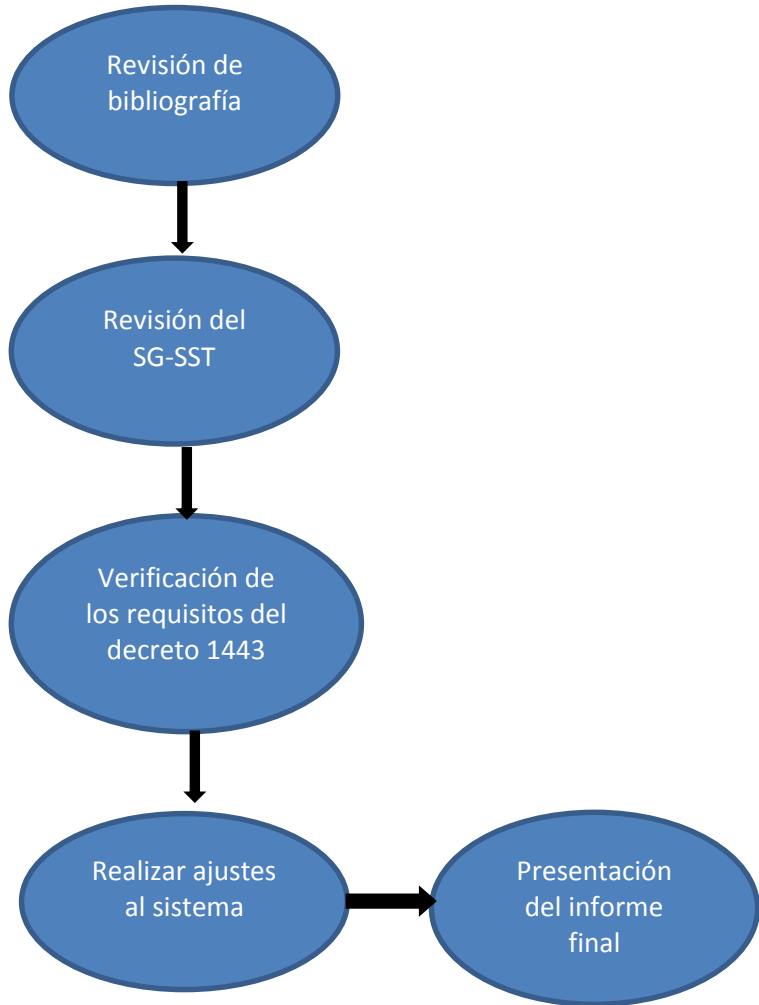 Revisión de
bibliografía
Revisión del
SG-SST
Verificación de
los requisitos del
decreto 1443
Realizar ajustes
al sistema
Presentación
del informe
final